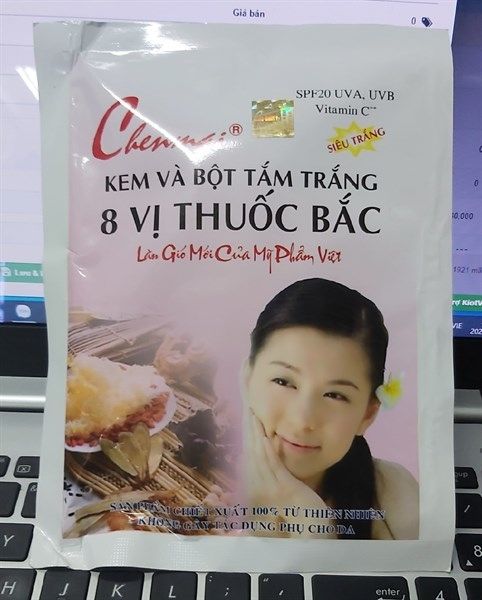 Giá bán
0
SPF20 UVA, UVB
Vitamin C
Chenmai®
SIÊU TRẮNG
KEM VÀ BỘT TẮM TRẮNG
8 VỊ THUỐC BẮC
Làn Gió Mới Của Mỹ Phẩm Việt
SẢN PHẨM CHIẾT XUẤT 100% TỪ THIÊN NHIÊN
KHÔNG GÂY TÁC DỤNG PHỤ CHO DA
H
J
K
L